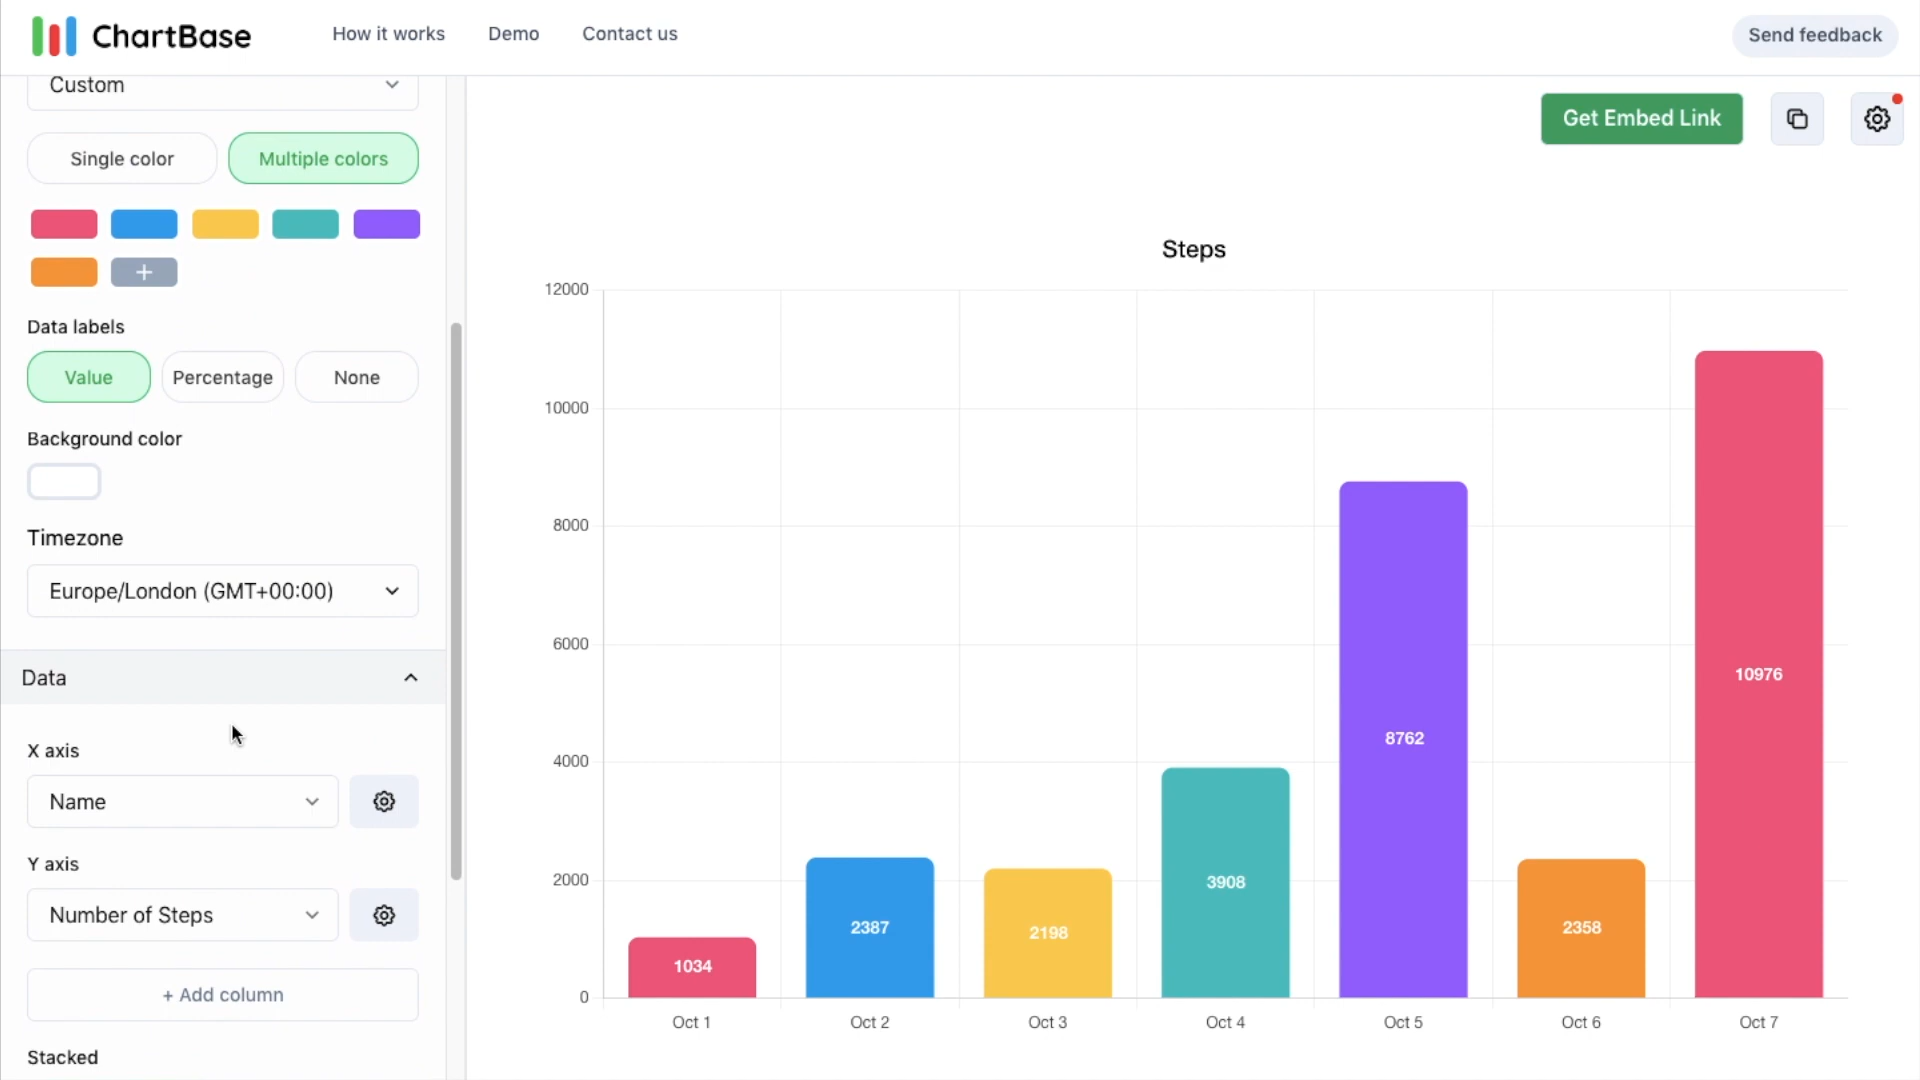 ChartBase
How it works
Demo
Contact us
Send feedback
Custom
Single color
Multiple colors
+
Data labels
Value
Percentage
None
Background color
Timezone
Europe/London (GMT+00:00)
Data
X axis
Name
Y axis
Number of Steps
+ Add column
Stacked
Get Embed Link
Steps
12000
10000
8000
6000
4000
2000
0
1034
2387
2198
3908
8762
2358
10976
Oct 1
Oct 2
Oct 3
Oct 4
Oct 5
Oct 6
Oct 7